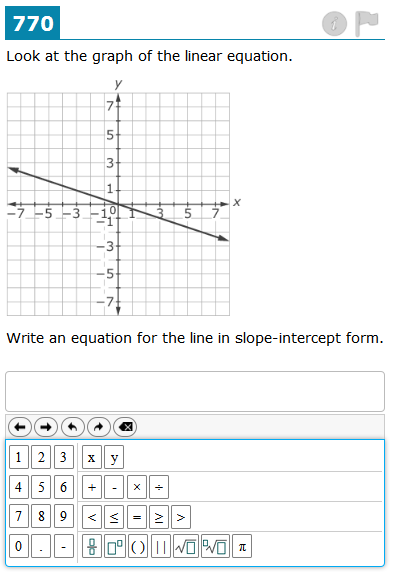 770
i
Look at the graph of the linear equation.
y
7
5
3
1
-7 -5 -3 -1 0 1 3 5 7 x
-1
-3
-5
-7
Write an equation for the line in slope-intercept form.
1 2 3 x y
4 5 6 + - × ÷
7 8 9 < ≤ = ≥ >
0 . - ( ) | | √ √ π